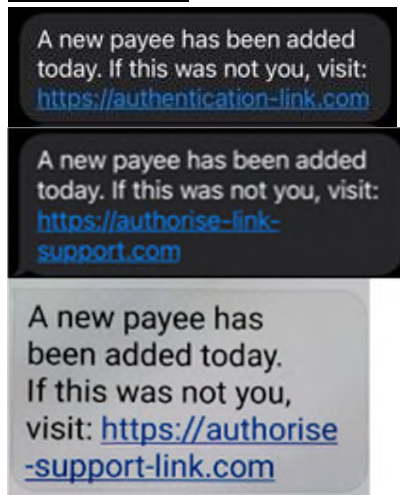 A new payee has been added
today. If this was not you, visit:
https://authentication-link.com
A new payee has been added
today. If this was not you, visit:
https://authorise-link-
support.com
A new payee has
been added today.
If this was not you,
visit: https://authorise
-support-link.com